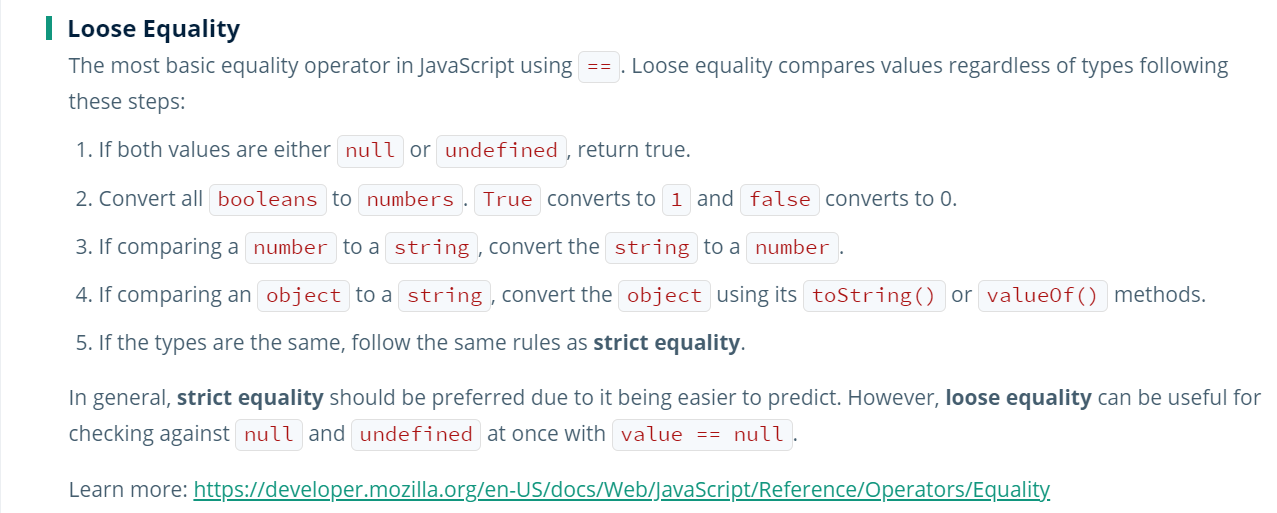 Loose Equality
The most basic equality operator in JavaScript using == . Loose equality compares values regardless of types following
these steps:
1. If both values are either null or undefined , return true.
2. Convert all booleans to numbers . True converts to 1 and false converts to 0.
3. If comparing a number to a string , convert the string to a number .
4. If comparing an object to a string , convert the object using its toString() or valueOf() methods.
5. If the types are the same, follow the same rules as strict equality.
In general, strict equality should be preferred due to it being easier to predict. However, loose equality can be useful for
checking against null and undefined at once with value == null .
Learn more: https://developer.mozilla.org/en-US/docs/Web/JavaScript/Reference/Operators/Equality